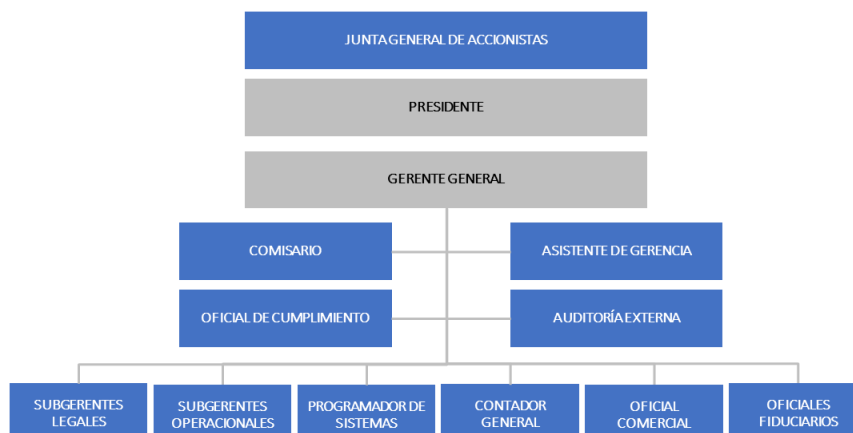 JUNTA GENERAL DE ACCIONISTAS
PRESIDENTE
GERENTE GENERAL
COMISARIO
ASISTENTE DE GERENCIA
OFICIAL DE CUMPLIMIENTO
AUDITORÍA EXTERNA
SUBGERENTES
LEGALES
SUBGERENTES
OPERACIONALES
PROGRAMADOR DE
SISTEMAS
CONTADOR
GENERAL
OFICIAL
COMERCIAL
OFICIALES
FIDUCIARIOS